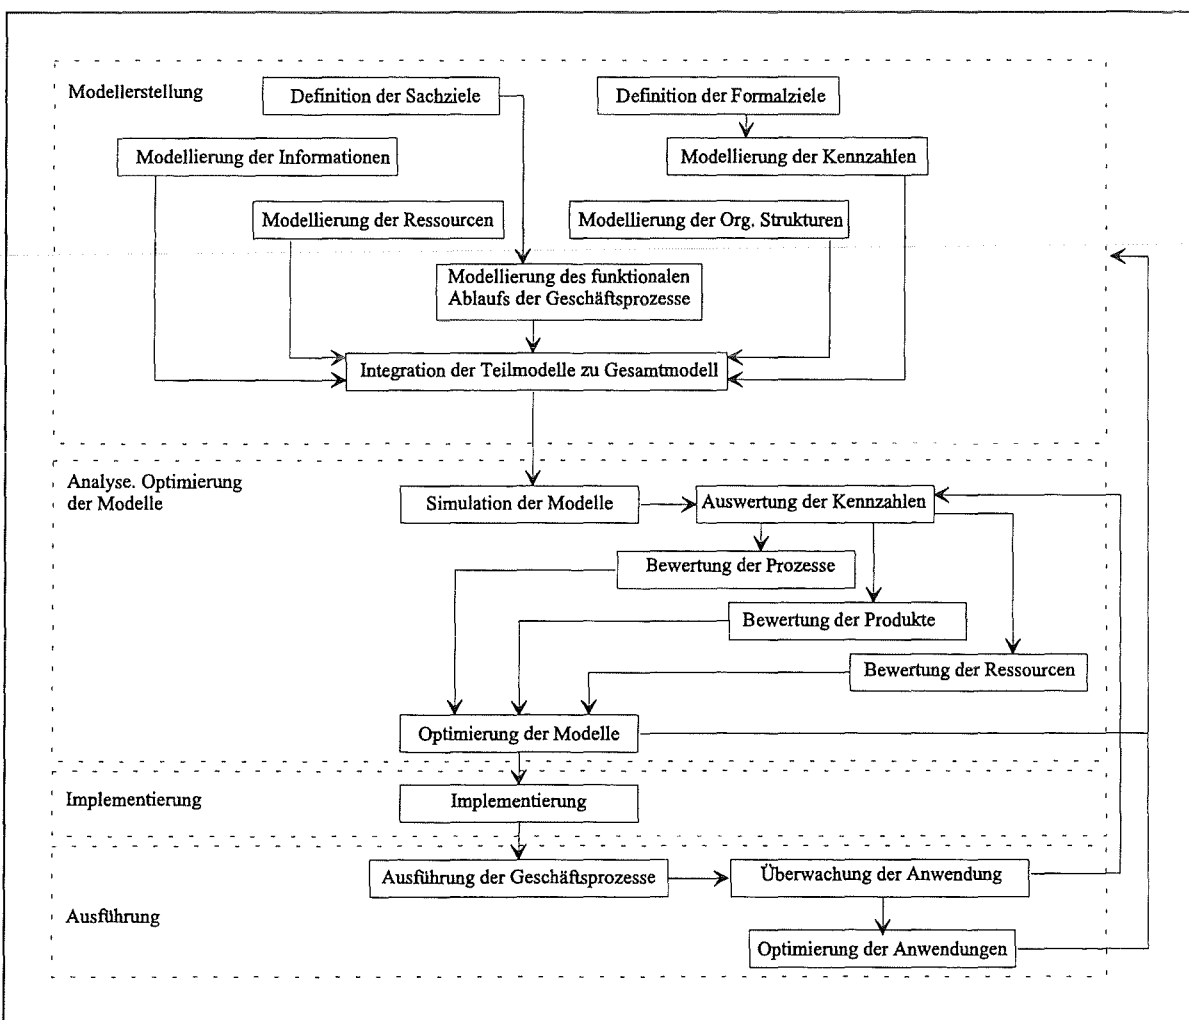 Modellerstellung
Definition der Sachziele
Definition der Formalziele
Modellierung der Informationen
Modellierung der Kennzahlen
Modellierung der Ressourcen
Modellierung der Org. Strukturen
Modellierung des funktionalen
Ablaufs der Geschäftsprozesse
Integration der Teilmodelle zu Gesamtmodell
Analyse. Optimierung
der Modelle
Simulation der Modelle
Auswertung der Kennzahlen
Bewertung der Prozesse
Bewertung der Produkte
Bewertung der Ressourcen
Optimierung der Modelle
Implementierung
Implementierung
Ausführung der Geschäftsprozesse
Überwachung der Anwendung
Ausführung
Optimierung der Anwendungen